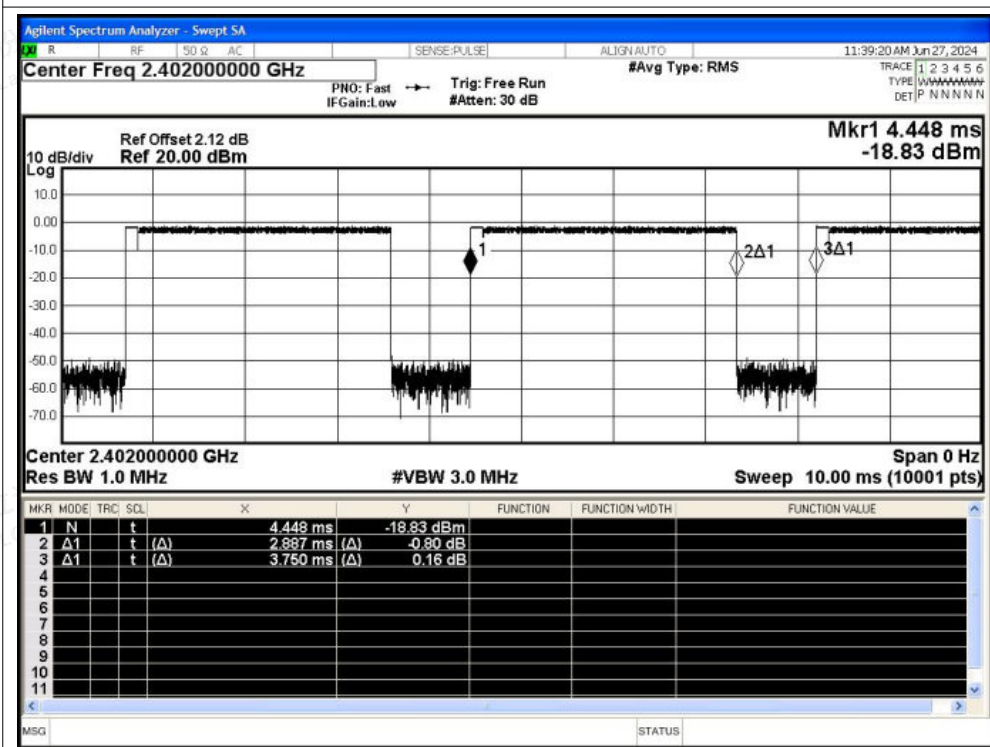 Agilent Spectrum Analyzer - Swept SA
LXI R RF 50 Ω AC SENSE:PULSE ALIGN AUTO 11:39:20 AM Jun 27, 2024
Center Freq 2.402000000 GHz #Avg Type: RMS TRACE 1 2 3 4 5 6
PNO: Fast Trig: Free Run TYPE WWWWWW
IFGain:Low #Atten: 30 dB DET P N N N N N
Mkr1 4.448 ms
Ref Offset 2.12 dB
10 dB/div Ref 20.00 dBm -18.83 dBm
Log
10.0
0.00
-10.0
-20.0
-30.0
-40.0
-50.0
-60.0
-70.0
1
2Δ1
3Δ1
Center 2.402000000 GHz Span 0 Hz
Res BW 1.0 MHz #VBW 3.0 MHz Sweep 10.00 ms (10001 pts)
MKR MODE TRC SCL X Y FUNCTION FUNCTION WIDTH FUNCTION VALUE
1 N t 4.448 ms -18.83 dBm
2 Δ1 t (Δ) 2.887 ms (Δ) -0.80 dB
3 Δ1 t (Δ) 3.750 ms (Δ) 0.16 dB
4
5
6
7
8
9
10
11
MSG STATUS